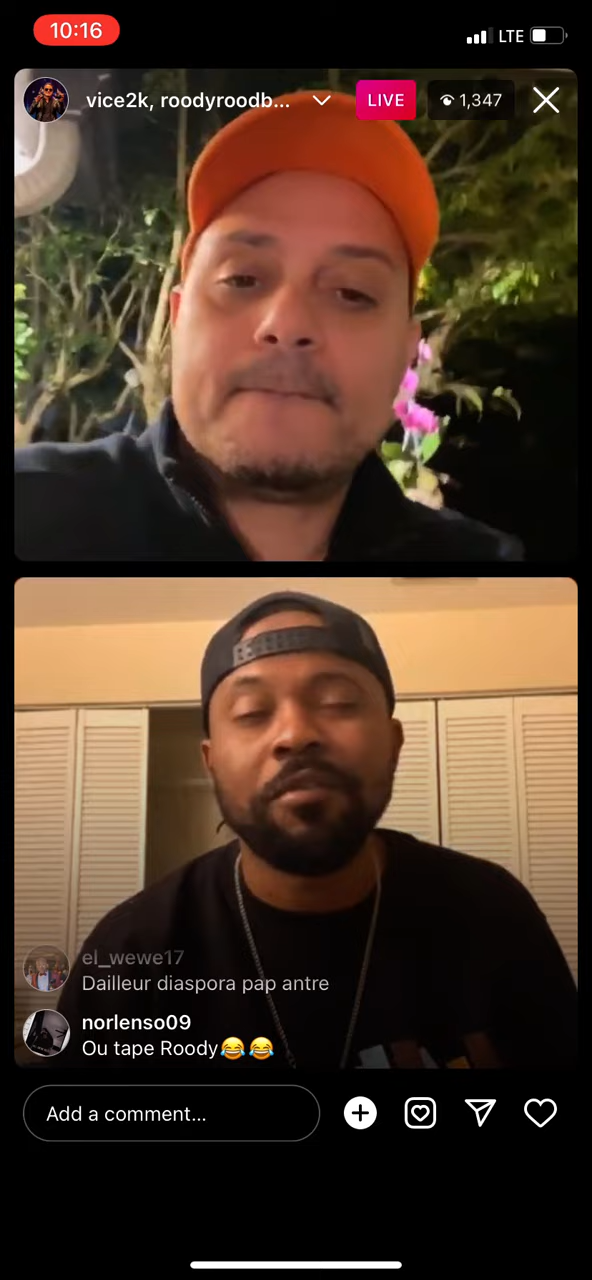 10:16
LTE
vice2k, roodyroodb...
LIVE
1,347
el_wewe17
Dailleur diaspora pap antre
norlenso09
Ou tape Roody😂😂
Add a comment...